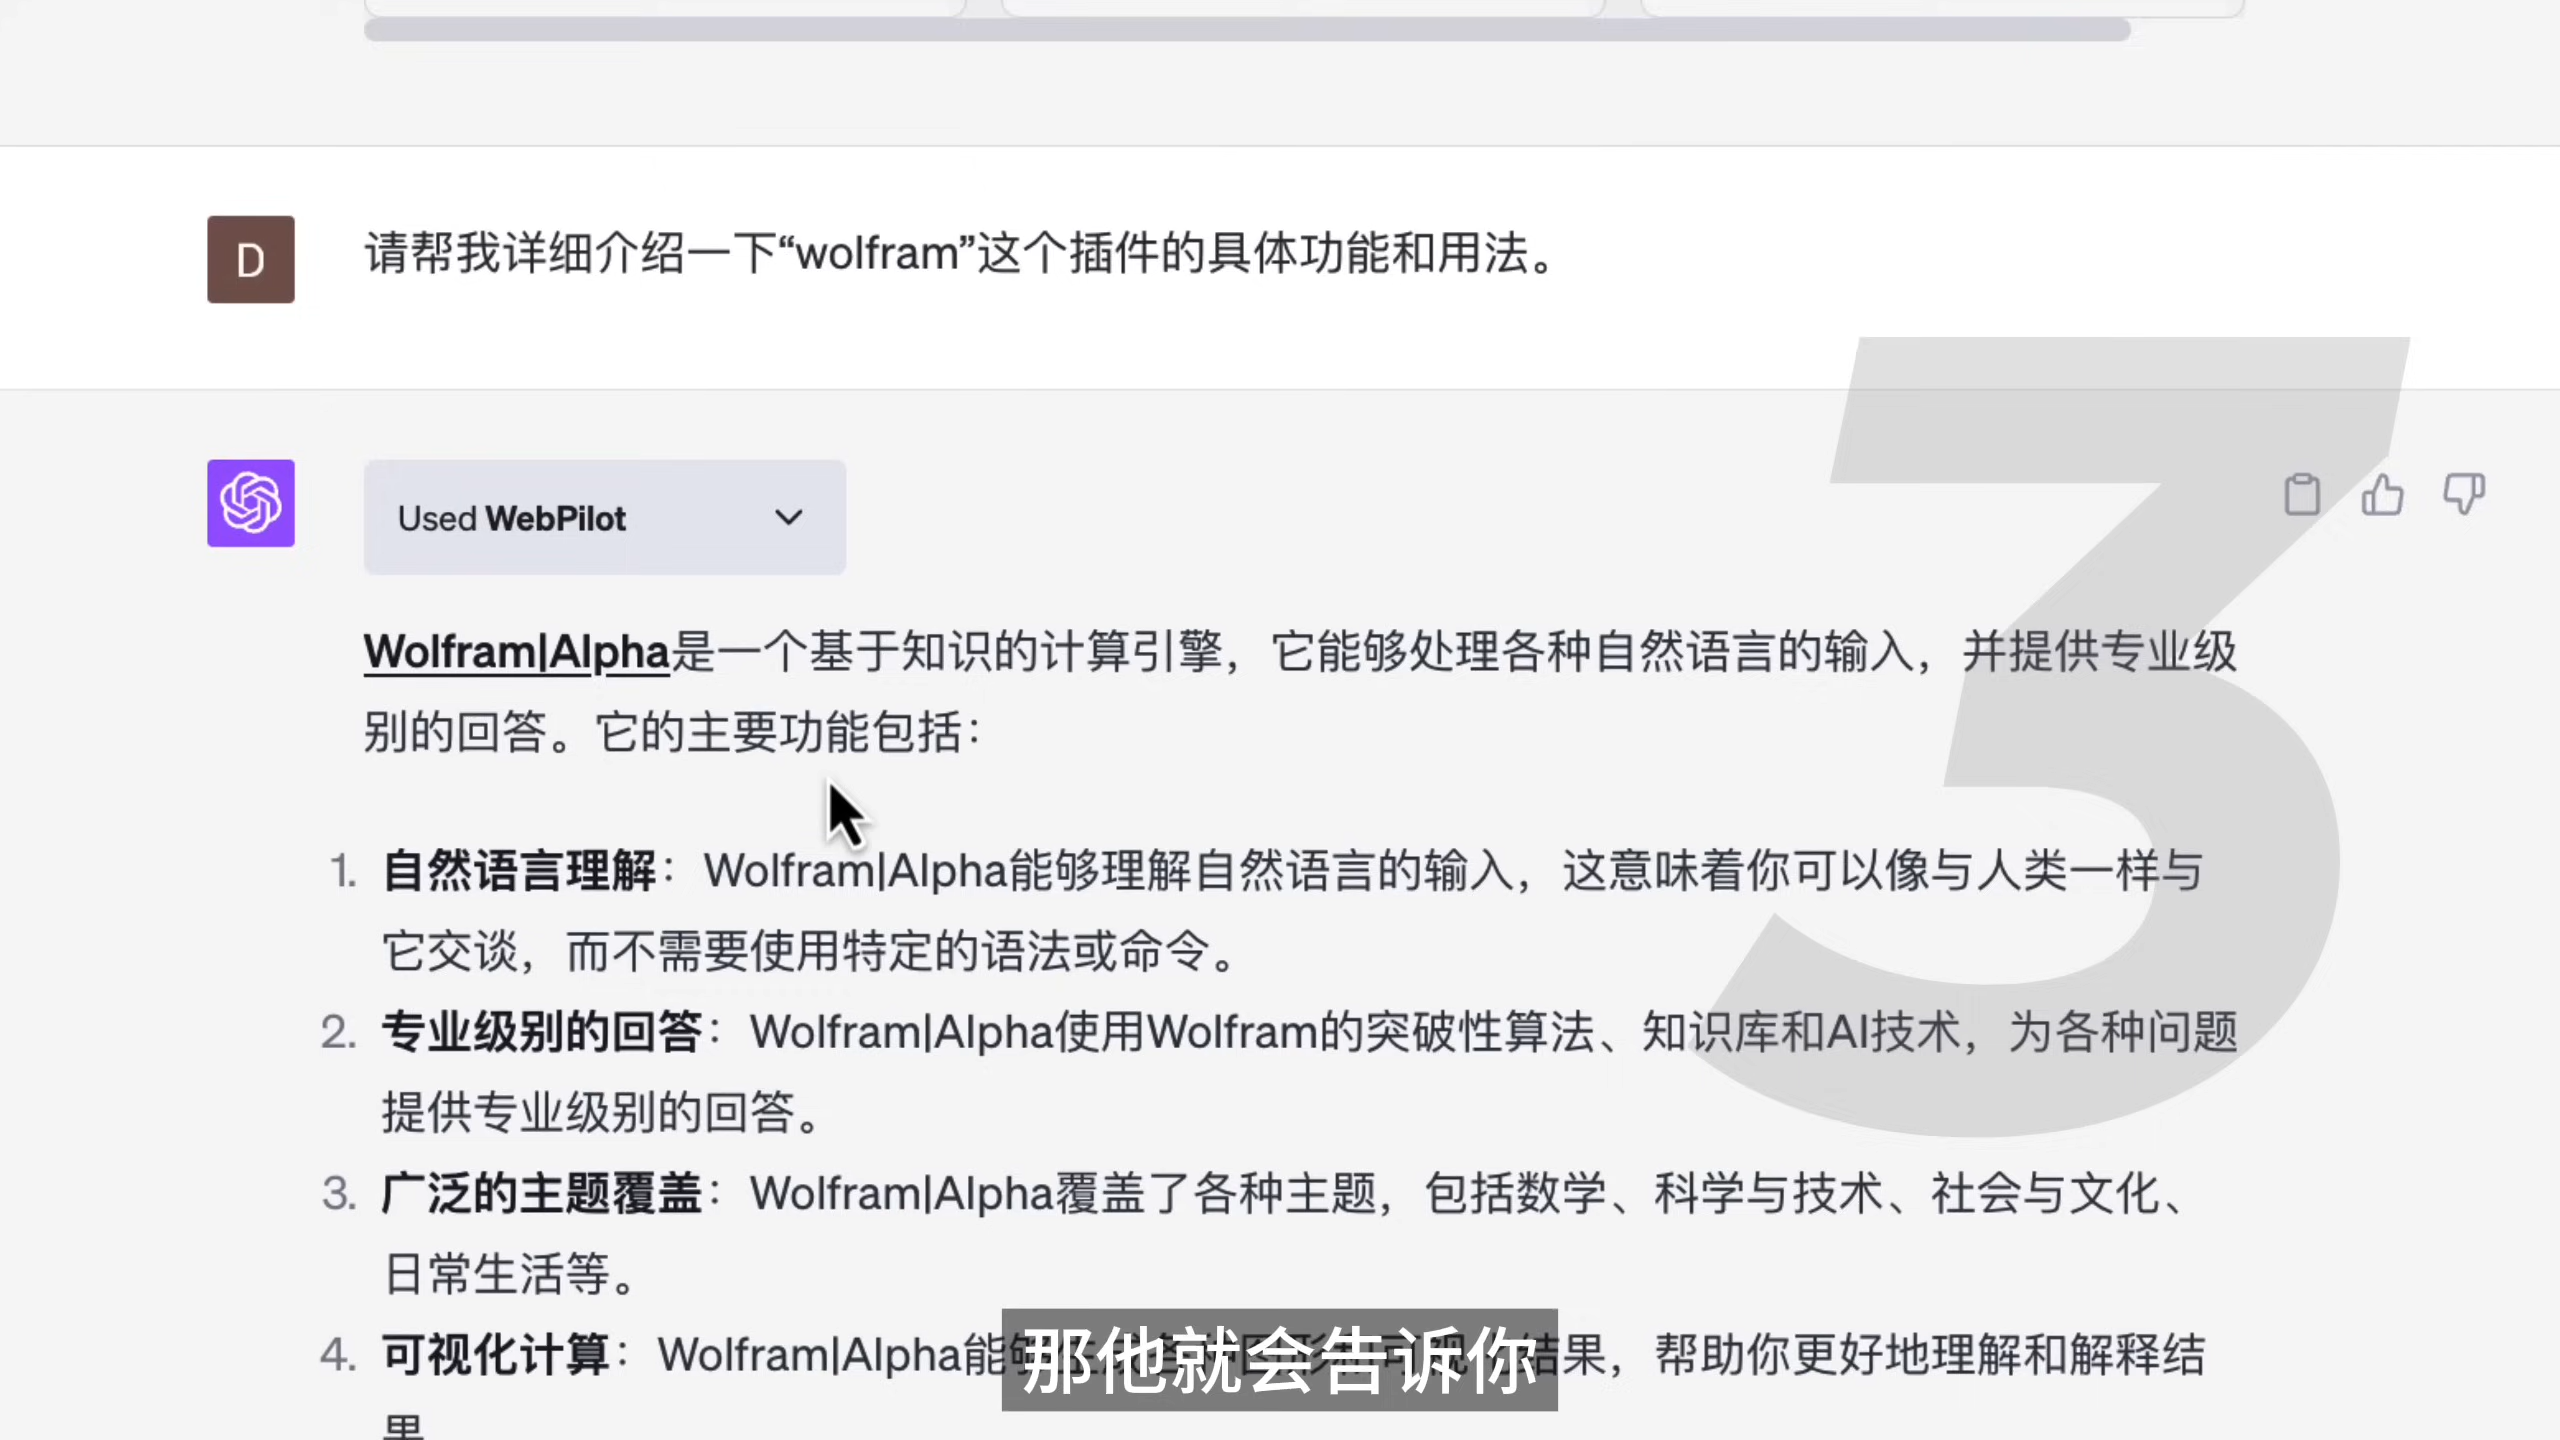 D
请帮我详细介绍一下“wolfram”这个插件的具体功能和用法。
3
Used WebPilot
Wolfram|Alpha是一个基于知识的计算引擎，它能够处理各种自然语言的输入，并提供专业级
别的回答。它的主要功能包括：
1. 自然语言理解：Wolfram|Alpha能够理解自然语言的输入，这意味着你可以像与人类一样与
它交谈，而不需要使用特定的语法或命令。
2. 专业级别的回答：Wolfram|Alpha使用Wolfram的突破性算法、知识库和AI技术，为各种问题
提供专业级别的回答。
3. 广泛的主题覆盖：Wolfram|Alpha覆盖了各种主题，包括数学、科学与技术、社会与文化、
日常生活等。
4. 可视化计算：Wolfram|Alpha能 结果，帮助你更好地理解和解释结
那他就会告诉你